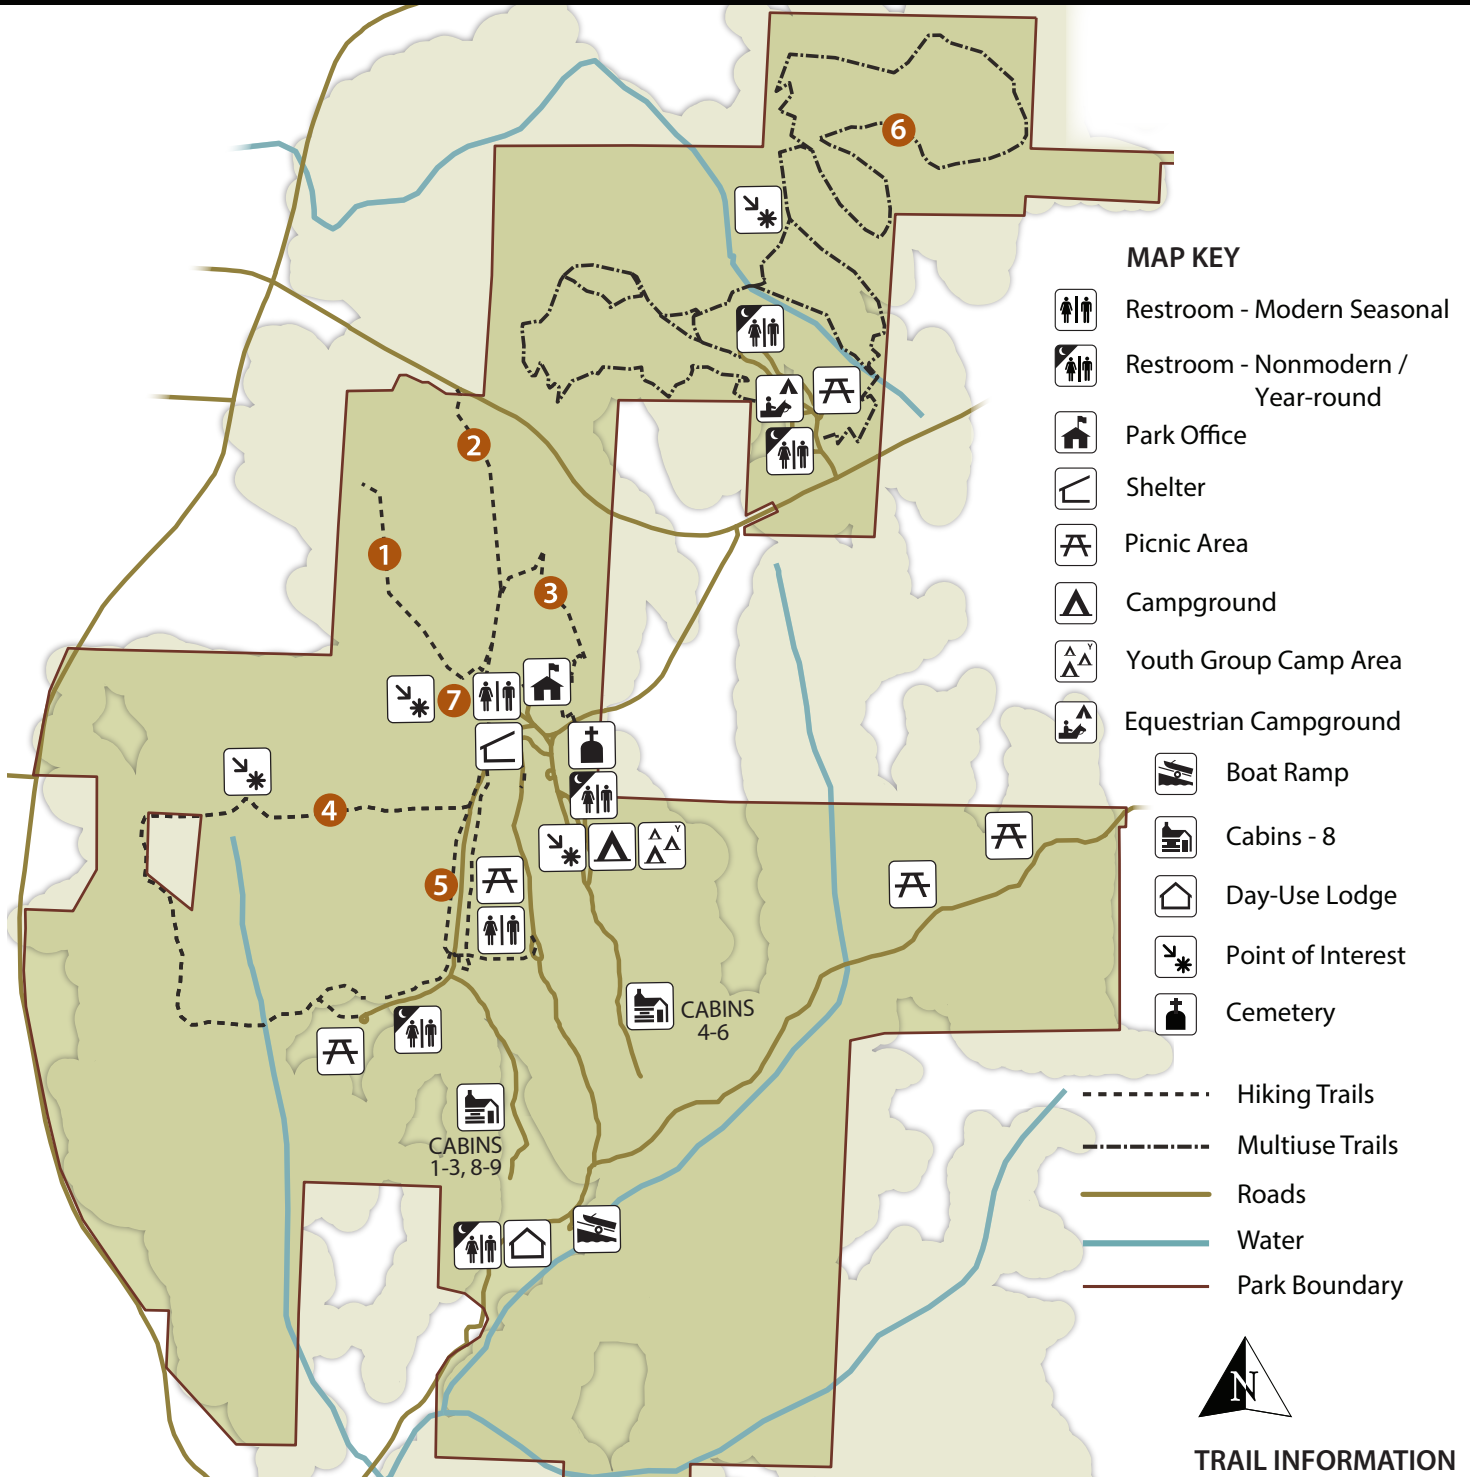 6
MAP KEY
Restroom - Modern Seasonal
Restroom - Nonmodern /
Year-round
Park Office
Shelter
Picnic Area
Campground
Y
Youth Group Camp Area
Equestrian Campground
Boat Ramp
Cabins - 8
Day-Use Lodge
Point of Interest
Cemetery
Hiking Trails
Multiuse Trails
Roads
Water
Park Boundary
N
TRAIL INFORMATION
2
1
3
7
4
Y
5
CABINS
4-6
CABINS
1-3, 8-9